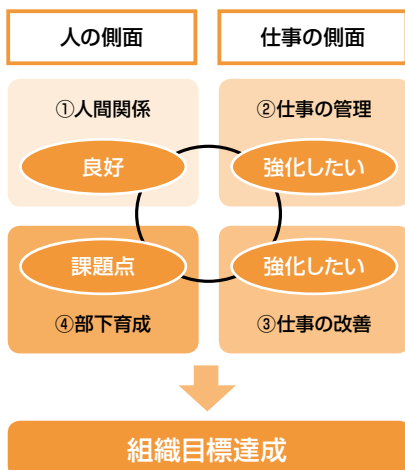 人の側面
仕事の側面
①人間関係
②仕事の管理
良好
強化したい
課題点
強化したい
④部下育成
③仕事の改善
組織目標達成